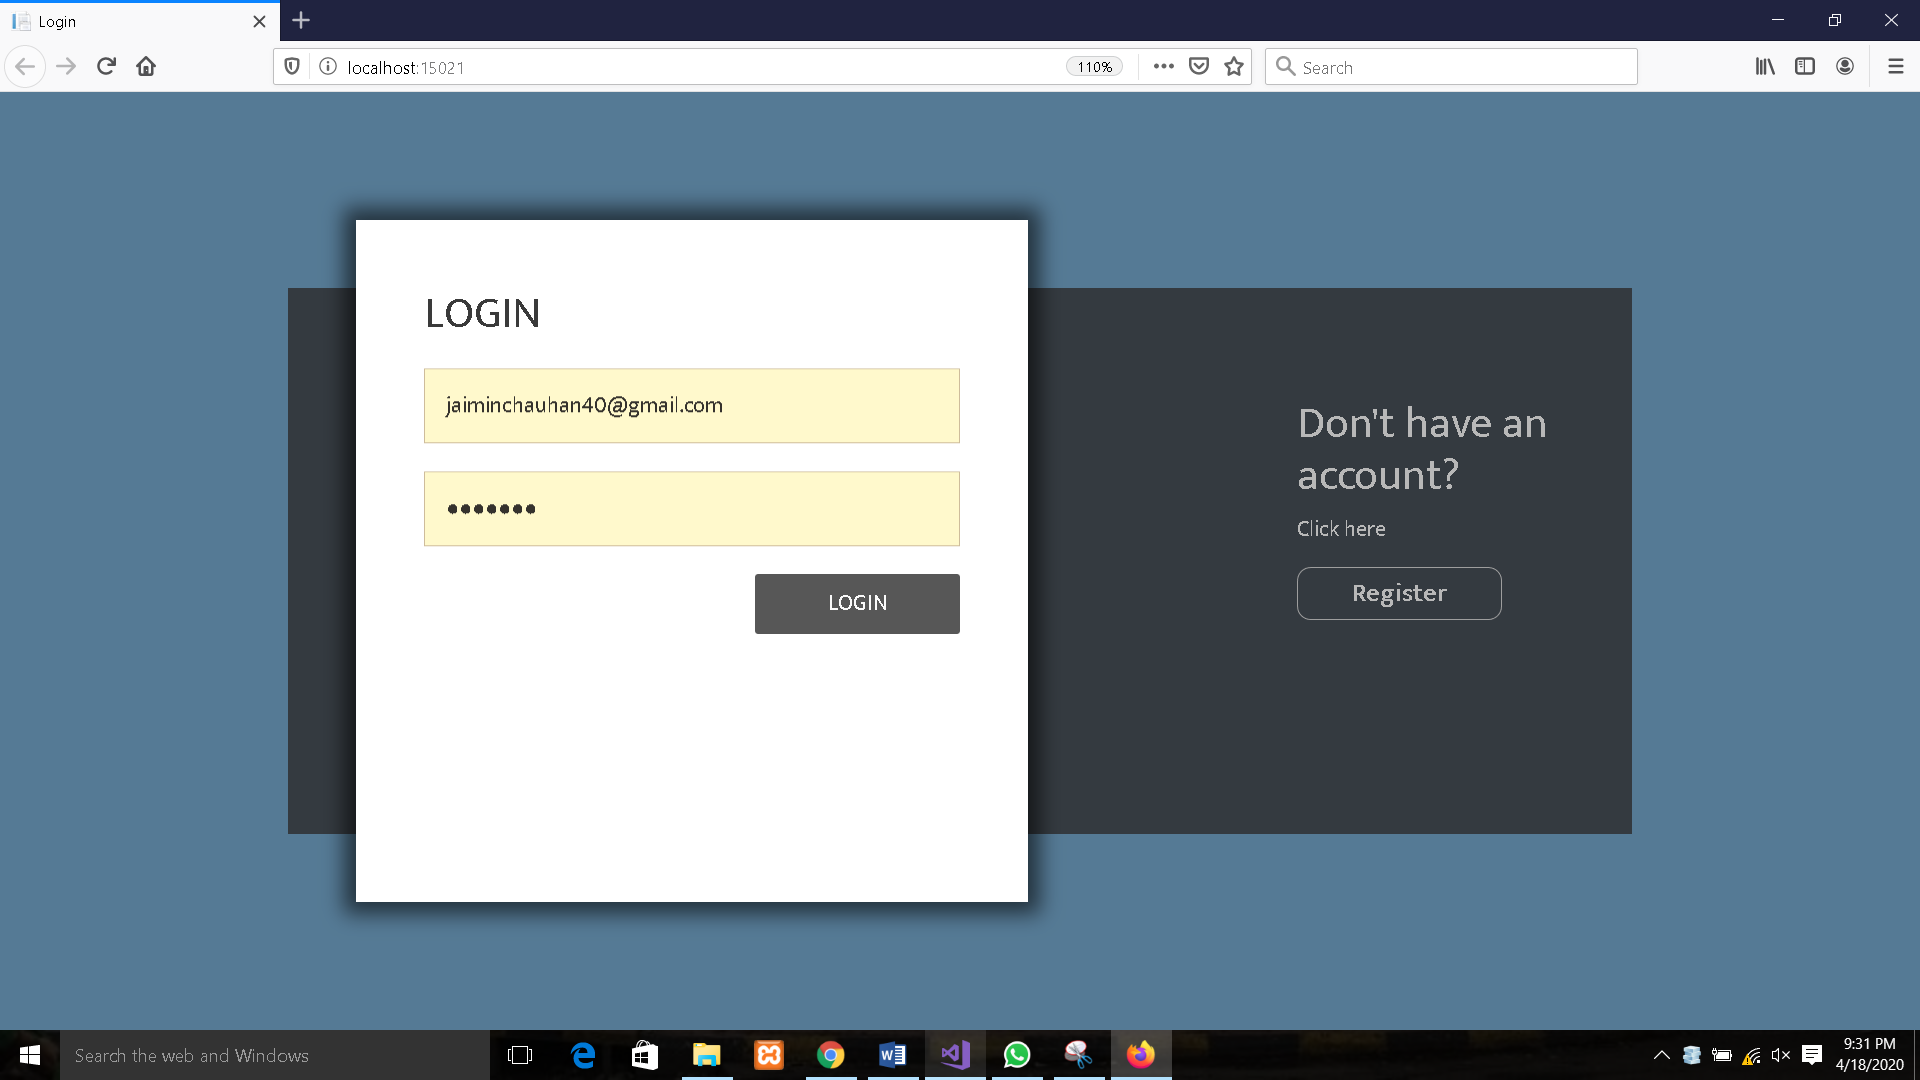 Login
localhost:15021
110%
Search
LOGIN
jaiminchauhan40@gmail.com
•••••••
LOGIN
Don't have an
account?
Click here
Register
Search the web and Windows
9:31 PM
4/18/2020